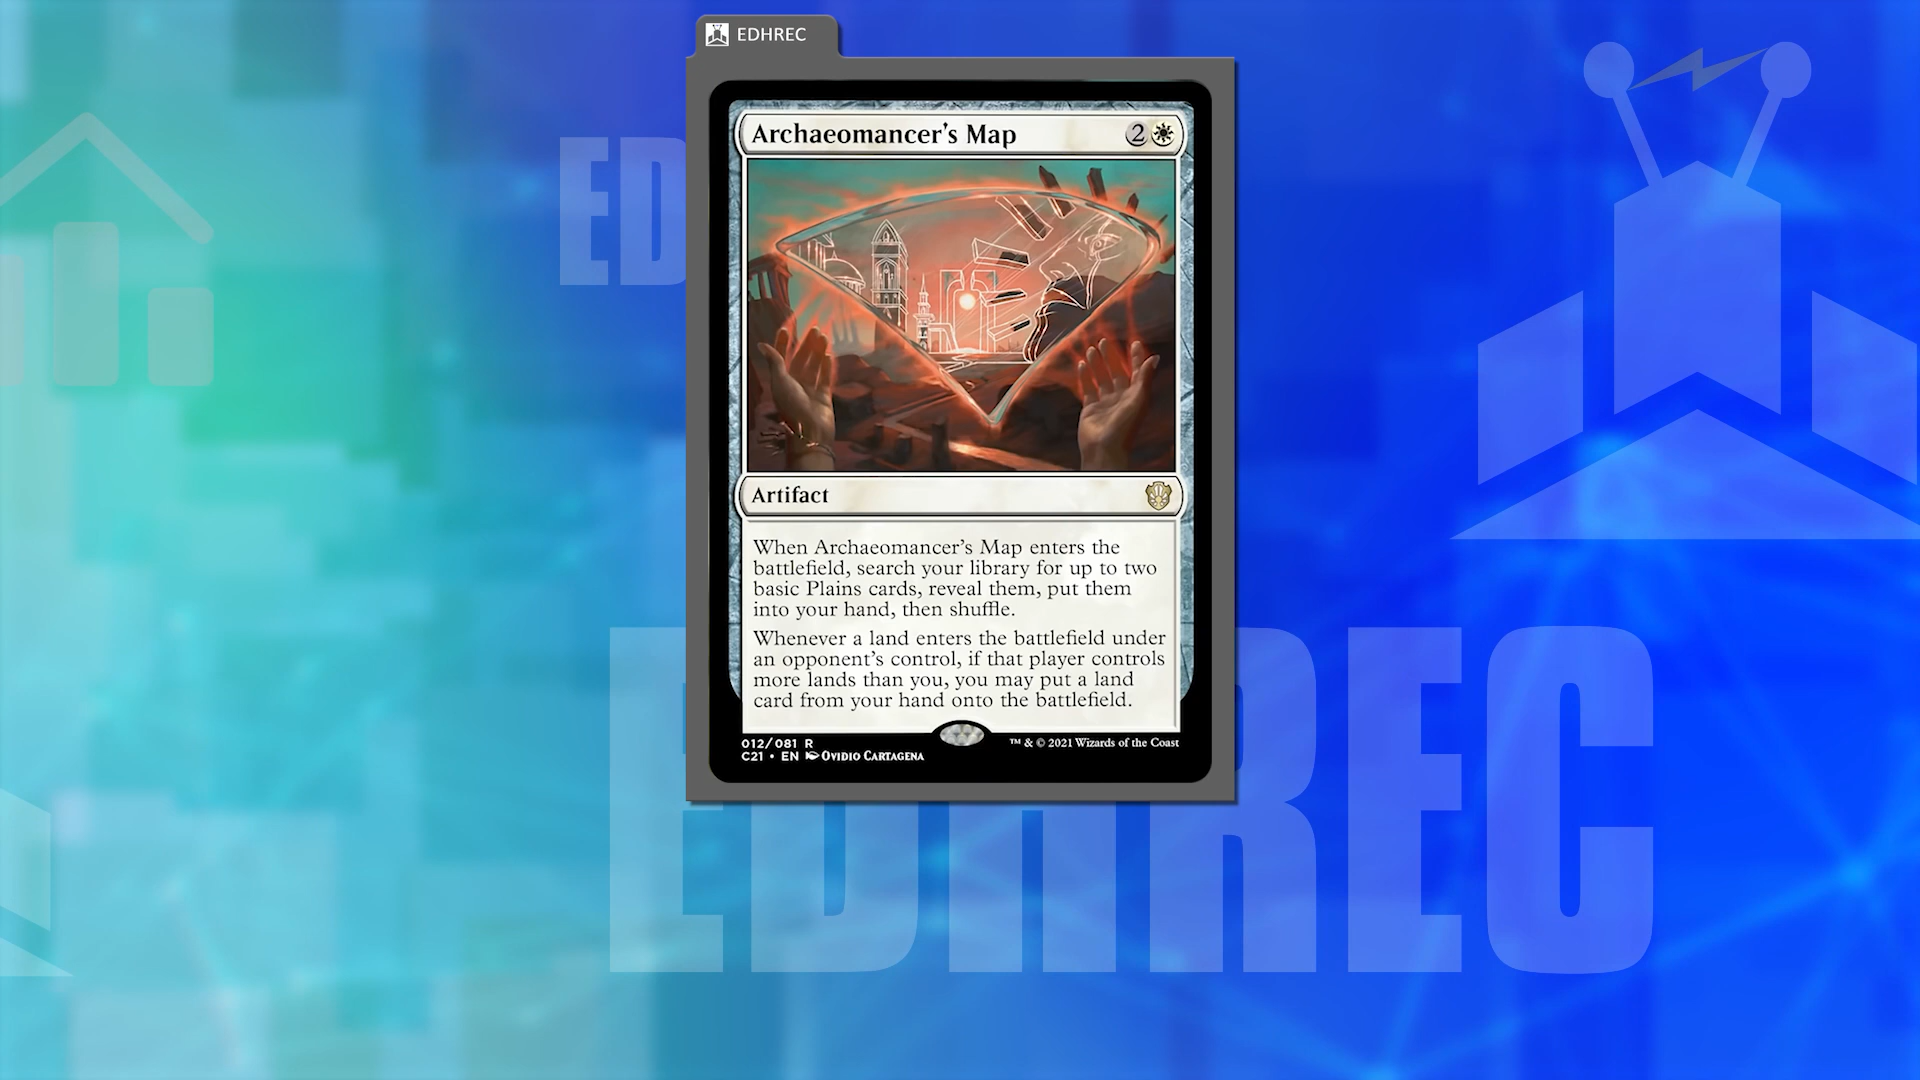 EDHREC
Archaeomancer's Map 2
Artifact
When Archaeomancer's Map enters the
battlefield, search your library for up to two
basic Plains cards, reveal them, put them
into your hand, then shuffle.
Whenever a land enters the battlefield under
an opponent's control, if that player controls
more lands than you, you may put a land
card from your hand onto the battlefield.
012/081 R
C21 • EN Ovidio Cartagena
™ & © 2021 Wizards of the Coast
ED
EDHREC